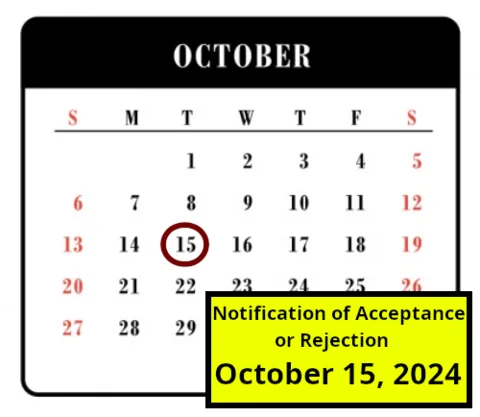 OCTOBER
S M T W T F S
1 2 3 4 5
6 7 8 9 10 11 12
13 14 15 16 17 18 19
20 21 22 23 24 25 26
27 28 29
Notification of Acceptance
or Rejection
October 15, 2024